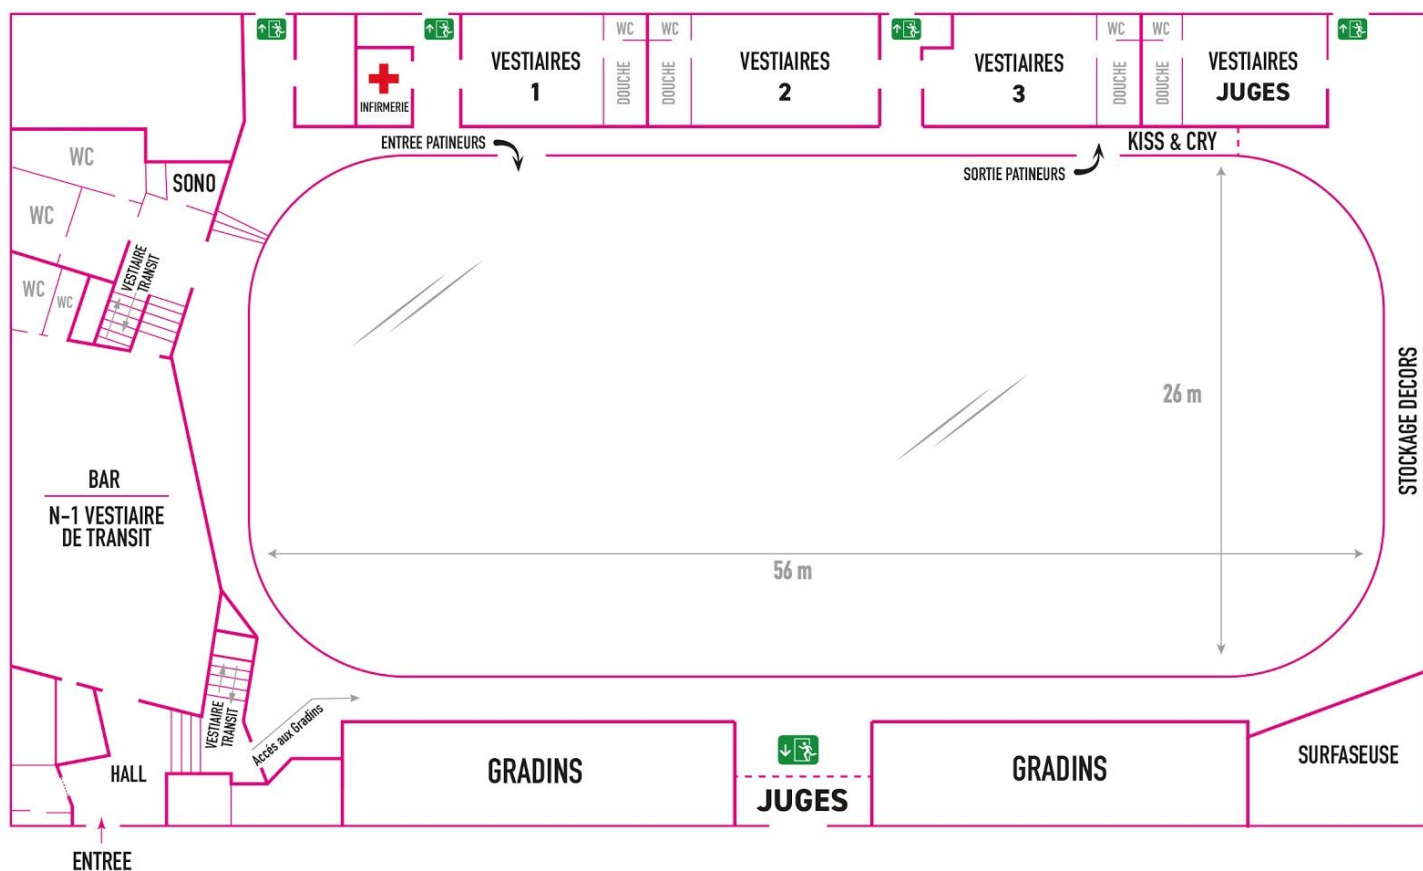 WC
WC
WC
WC
VESTIAIRES
1
DOUCHE
DOUCHE
VESTIAIRES
2
VESTIAIRES
3
DOUCHE
DOUCHE
VESTIAIRES
JUGES
INFIRMERIE
ENTREE PATINEURS
KISS & CRY
SORTIE PATINEURS
WC
SONO
WC
VESTIAIRE
TRANSIT
WC
WC
26 m
STOCKAGE DECORS
BAR
N-1 VESTIAIRE
DE TRANSIT
56 m
VESTIAIRE
TRANSIT
Accés aux Gradins
HALL
GRADINS
JUGES
GRADINS
SURFASEUSE
ENTREE